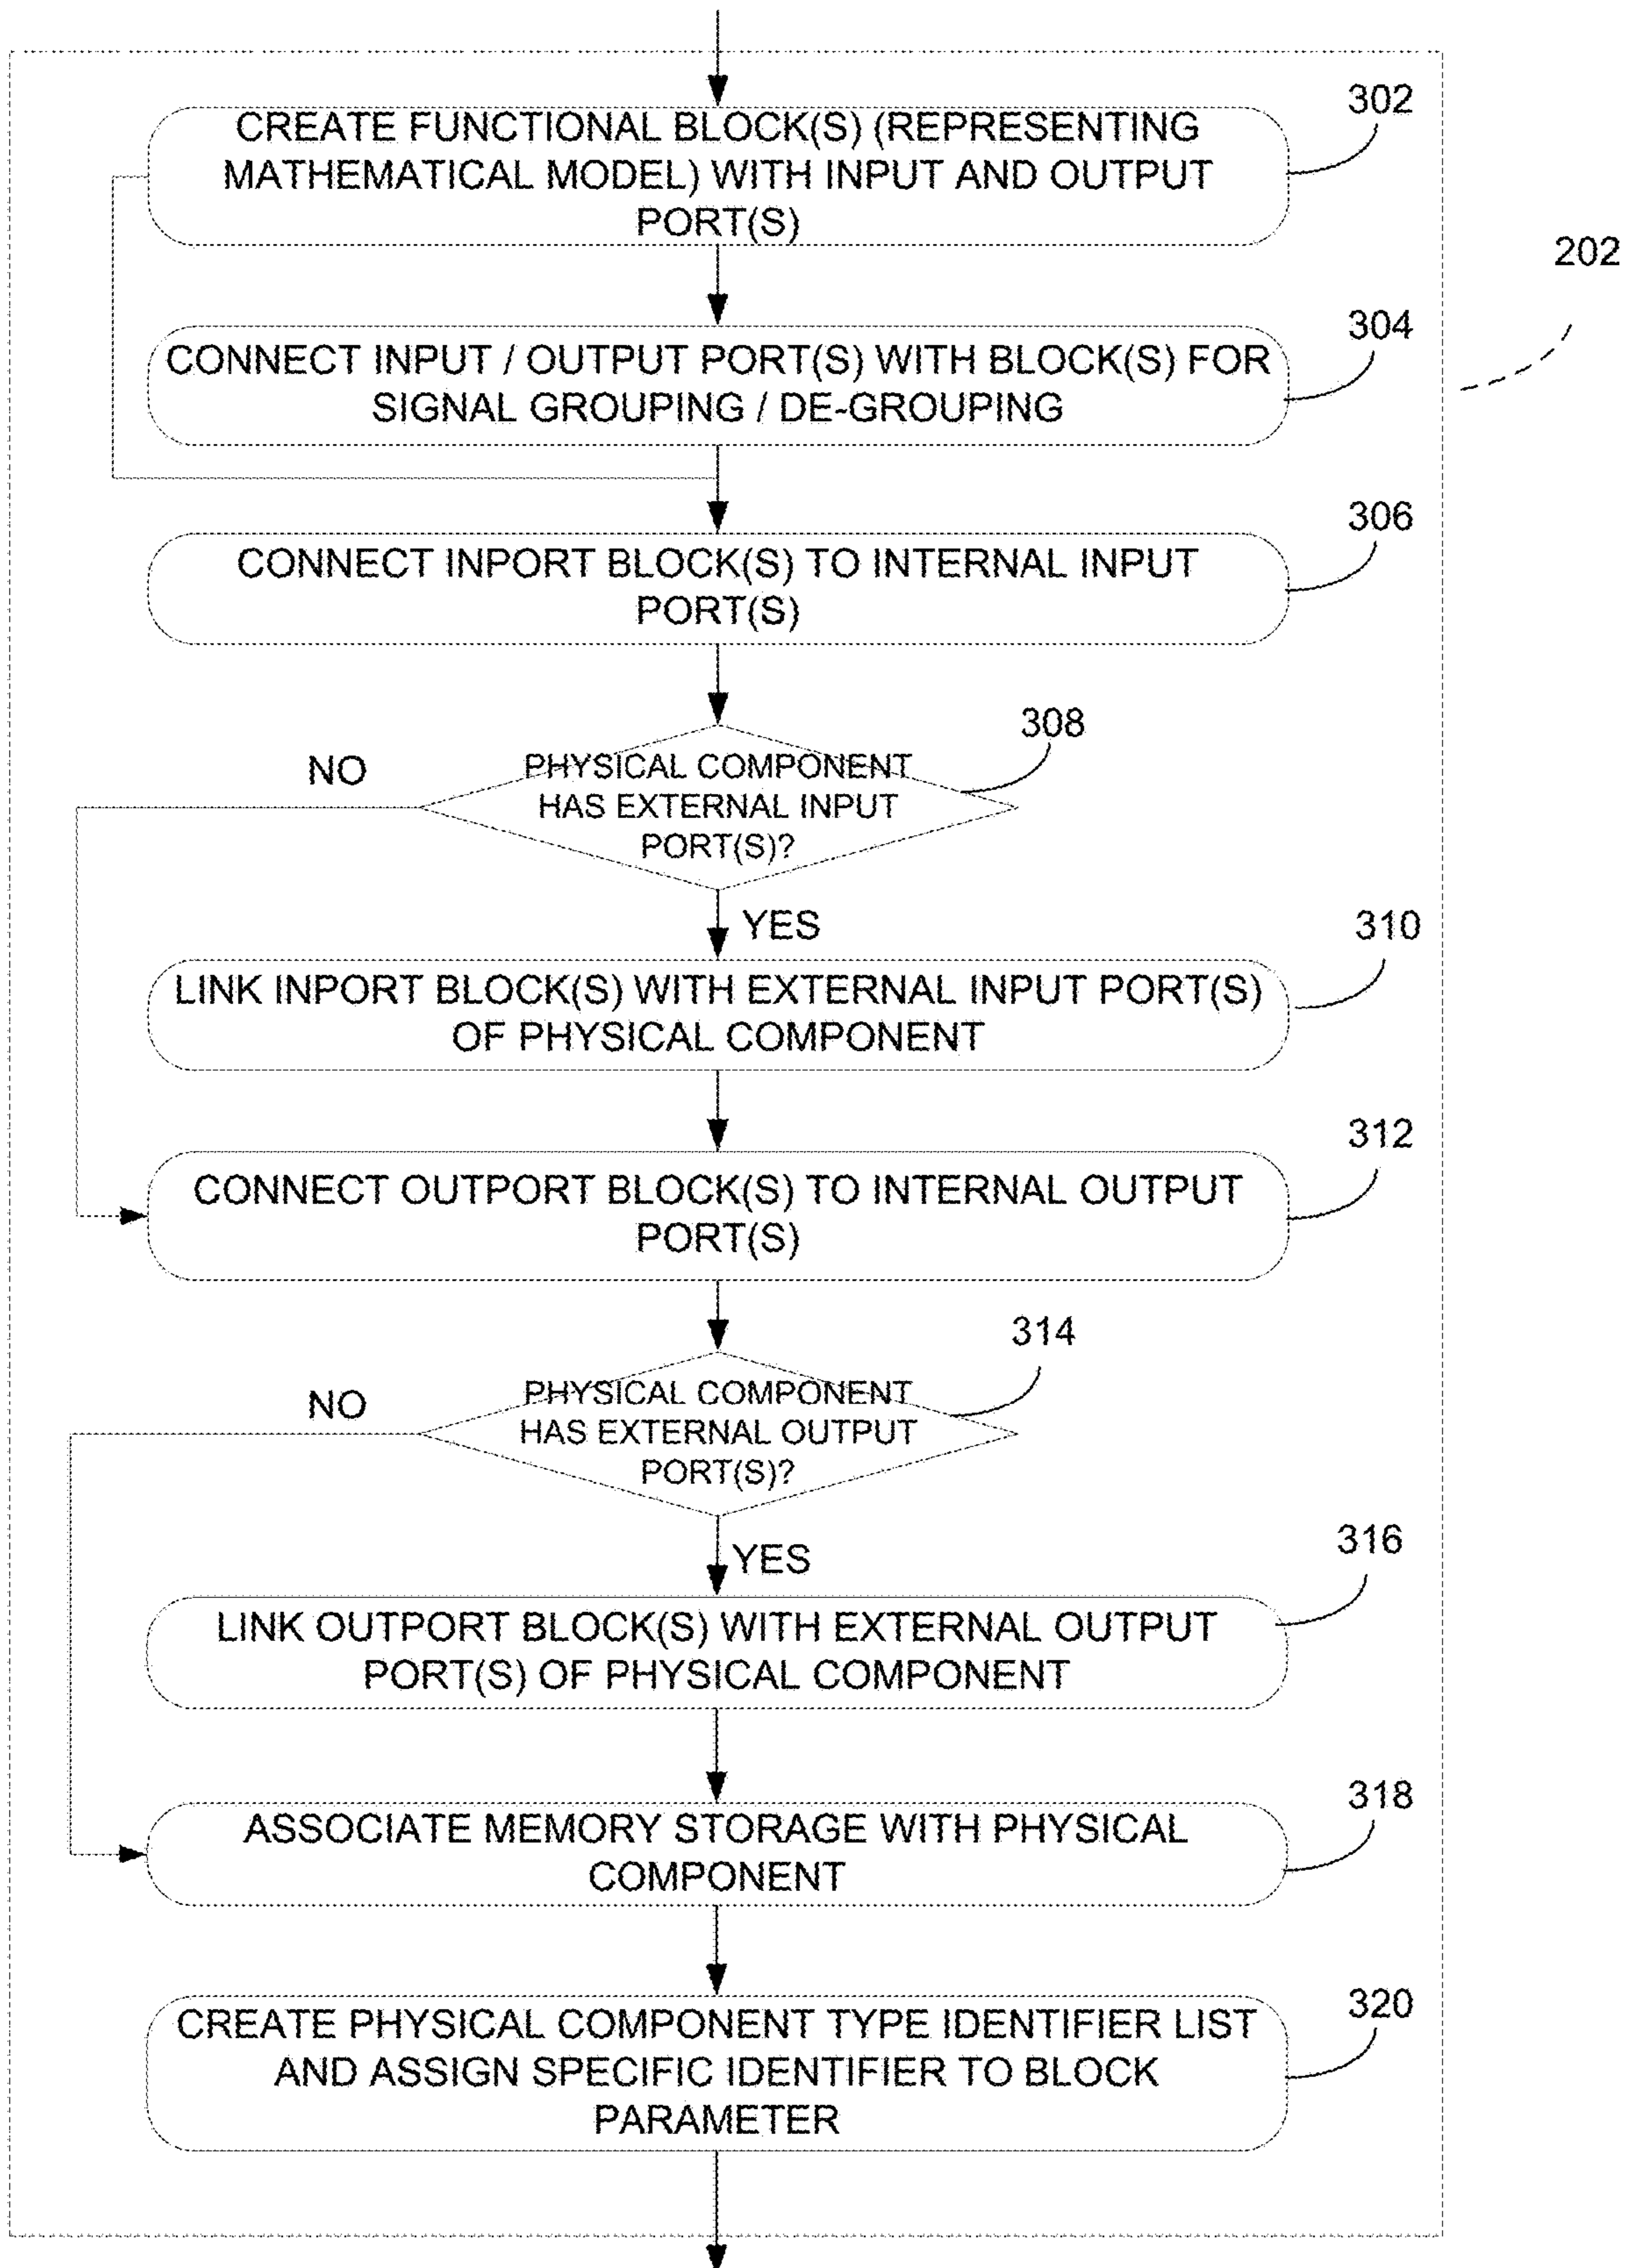 302
CREATE FUNCTIONAL BLOCK(S) (REPRESENTING
MATHEMATICAL MODEL) WITH INPUT AND OUTPUT
PORT(S)
202
304
CONNECT INPUT / OUTPUT PORT(S) WITH BLOCK(S) FOR
SIGNAL GROUPING / DE-GROUPING
306
CONNECT INPORT BLOCK(S) TO INTERNAL INPUT
PORT(S)
308
NO
PHYSICAL COMPONENT
HAS EXTERNAL INPUT
PORT(S)?
YES
310
LINK INPORT BLOCK(S) WITH EXTERNAL INPUT PORT(S)
OF PHYSICAL COMPONENT
312
CONNECT OUTPORT BLOCK(S) TO INTERNAL OUTPUT
PORT(S)
314
NO
PHYSICAL COMPONENT
HAS EXTERNAL OUTPUT
PORT(S)?
YES
316
LINK OUTPORT BLOCK(S) WITH EXTERNAL OUTPUT
PORT(S) OF PHYSICAL COMPONENT
318
ASSOCIATE MEMORY STORAGE WITH PHYSICAL
COMPONENT
320
CREATE PHYSICAL COMPONENT TYPE IDENTIFIER LIST
AND ASSIGN SPECIFIC IDENTIFIER TO BLOCK
PARAMETER